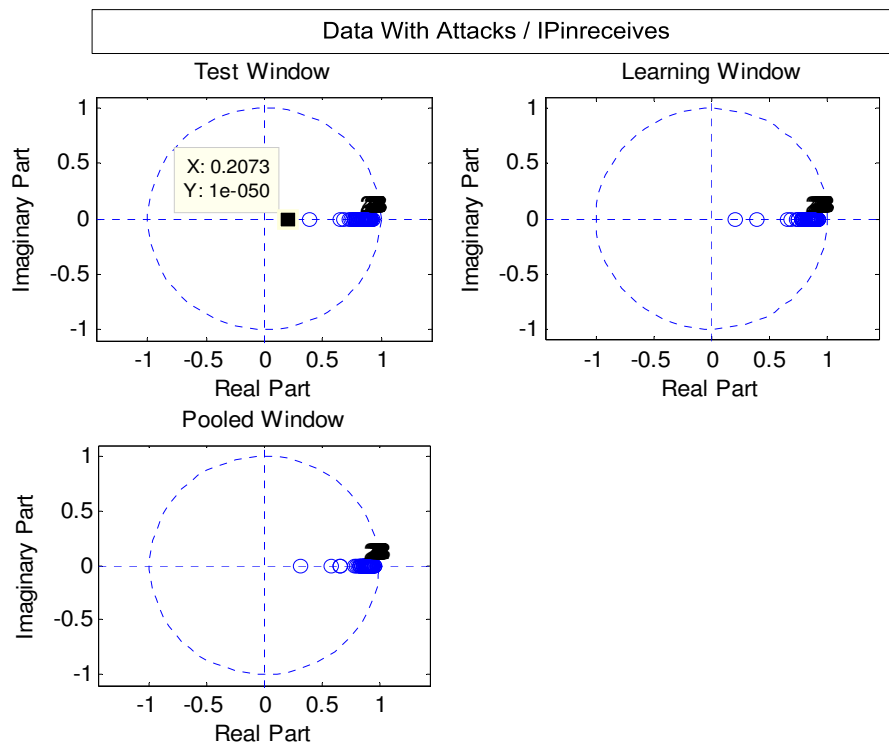 Data With Attacks / IPinreceives
Test Window
Learning Window
1
0.5
0
-0.5
-1
Imaginary Part
X: 0.2073
Y: 1e-050
-1 -0.5 0 0.5 1
Real Part
1
0.5
0
-0.5
-1
Imaginary Part
-1 -0.5 0 0.5 1
Real Part
Pooled Window
1
0.5
0
-0.5
-1
Imaginary Part
-1 -0.5 0 0.5 1
Real Part